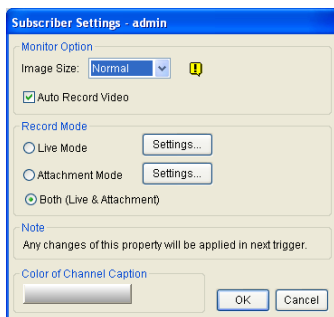 Subscriber Settings - admin
Monitor Option
Image Size: Normal
Auto Record Video
Record Mode
Live Mode Settings...
Attachment Mode Settings...
Both (Live & Attachment)
Note
Any changes of this property will be applied in next trigger.
Color of Channel Caption
OK Cancel